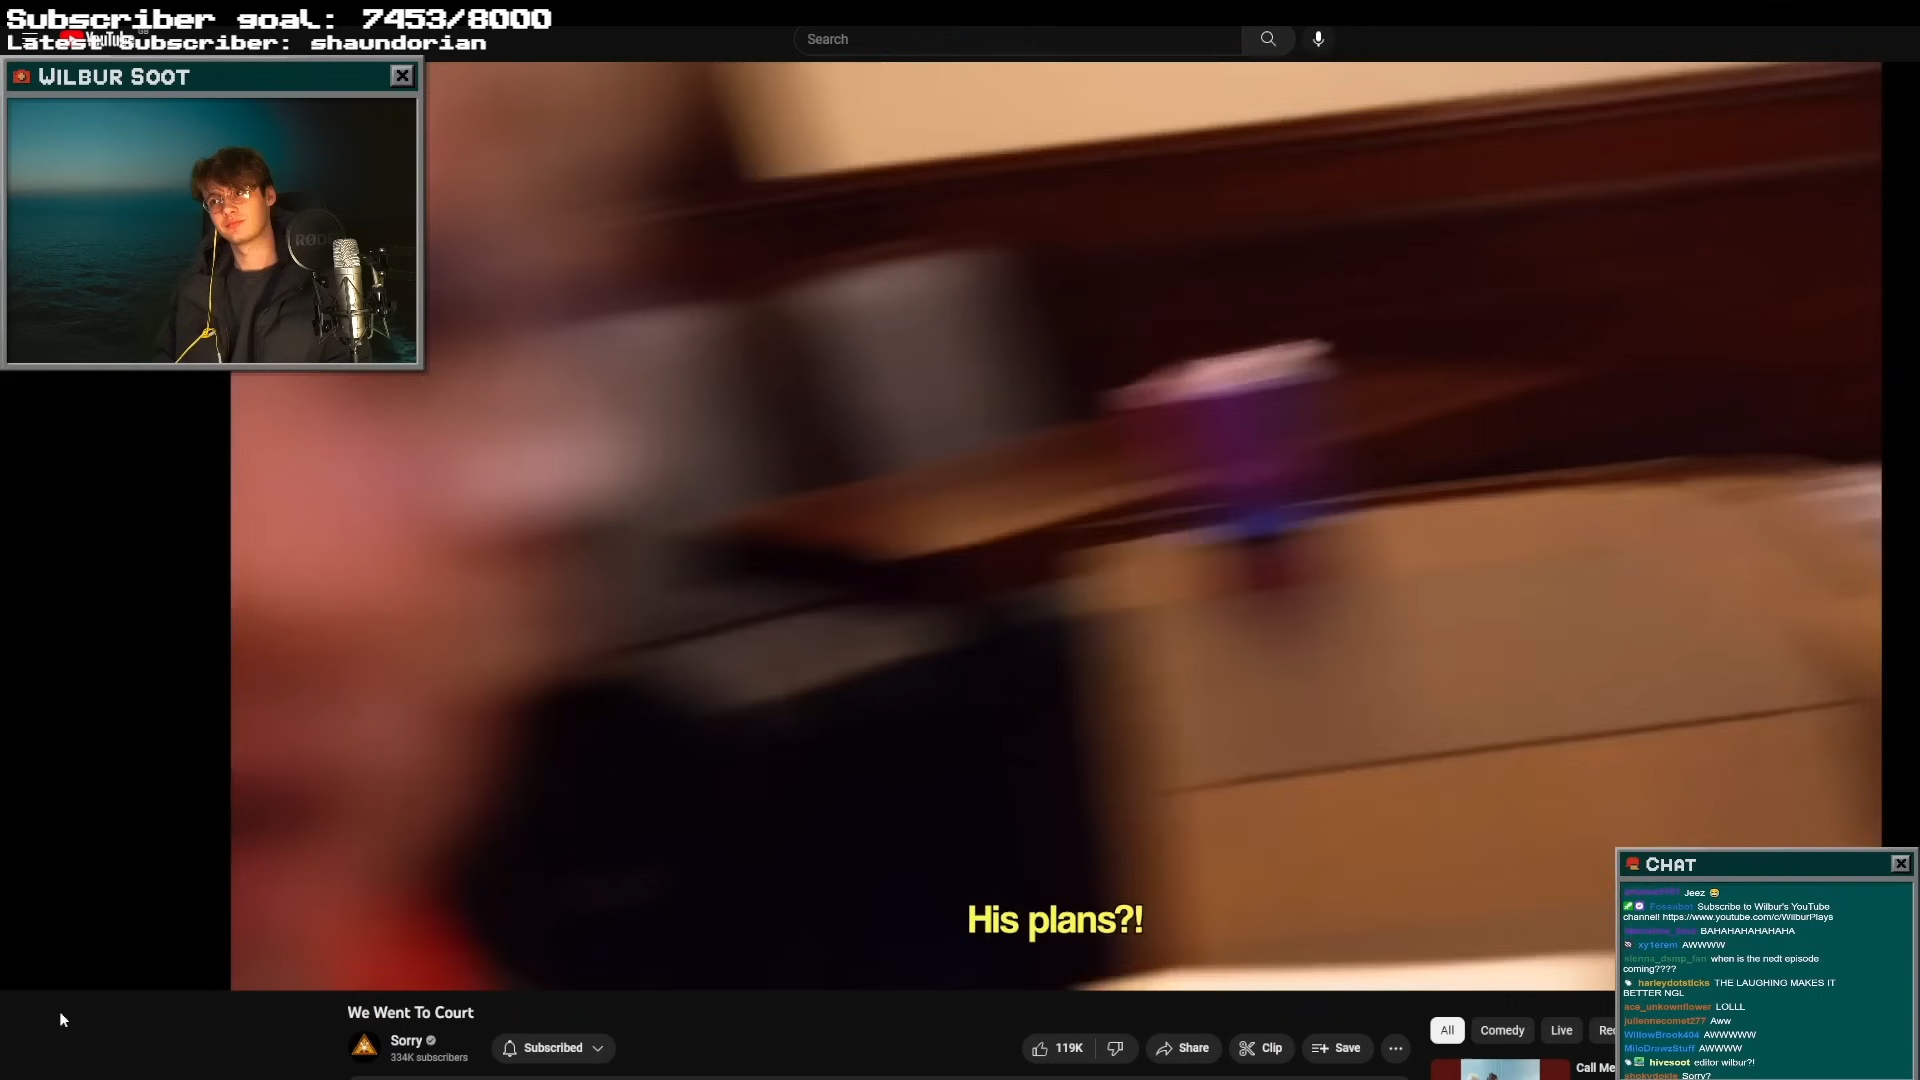 Subscriber goal: 7453/8000
Latest Subscriber: shaundorian
Search
WILBUR SOOT
RØDE
His plans?!
We Went To Court
Sorry
334K subscribers
Subscribed
119K
Share
Clip
Save
All
Comedy
Live
Call Me
CHAT
Jeez
Fossabot Subscribe to Wilbur's YouTube
channel! https://www.youtube.com/c/WilburPlays
BAHAHAHAHAHAHA
xy1erem AWWWW
sienna_dsmp_fan when is the nedt episode
coming????
harleydotsticks THE LAUGHING MAKES IT
BETTER NGL
ace_unkownflower LOLLL
juliennecomet277 Aww
WillowBrook404 AWWWWW
MiloDrawzStuff AWWWW
hivesoot editor wilbur?!
Sorry?